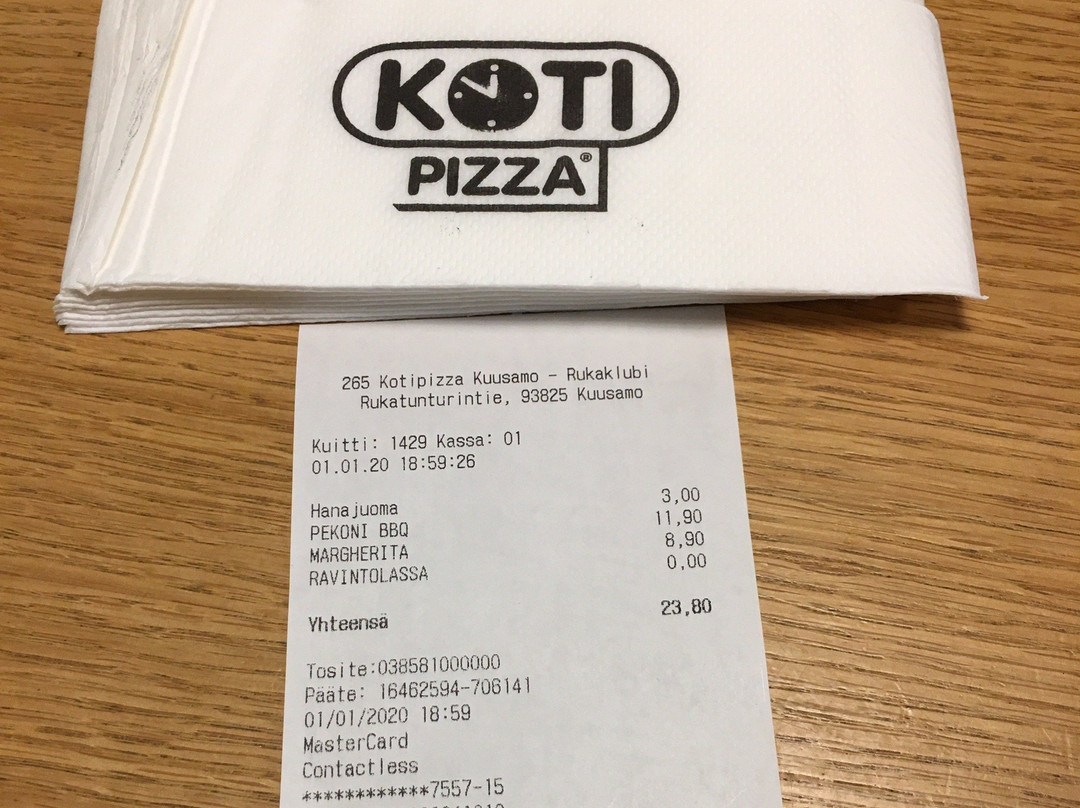 KOTI
PIZZA®
265 Kotipizza Kuusamo - Rukaklubi
Rukatunturintie, 93825 Kuusamo
Kuitti: 1429 Kassa: 01
01.01.20 18:59:26
Hanajuoma 3,00
PEKONI BBQ 11,90
MARGHERITA 8,90
RAVINTOLASSA 0,00
Yhteensä 23,80
Tosite:038581000000
Pääte: 16462594-706141
01/01/2020 18:59
MasterCard
Contactless
************7557-15